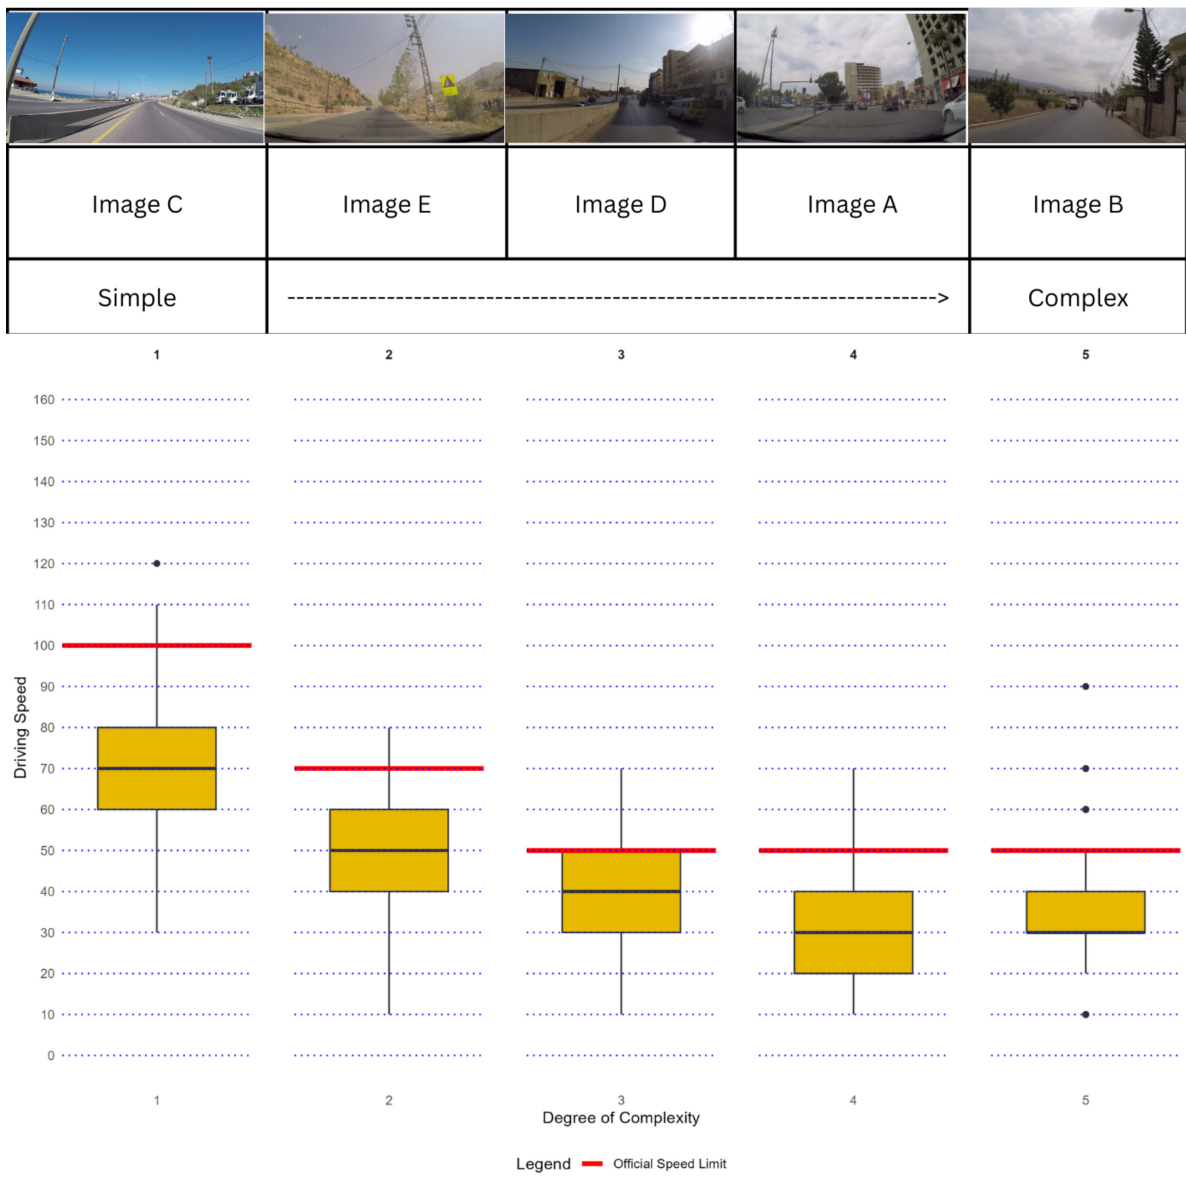 Image C Image E Image D Image A Image B
Simple --------------------------------------------------------------------------> Complex
1 2 3 4 5
160
150
140
130
120
110
100
90
80
70
60
50
40
30
20
10
0
Driving Speed
1 2 3 4 5
Degree of Complexity
Legend Official Speed Limit